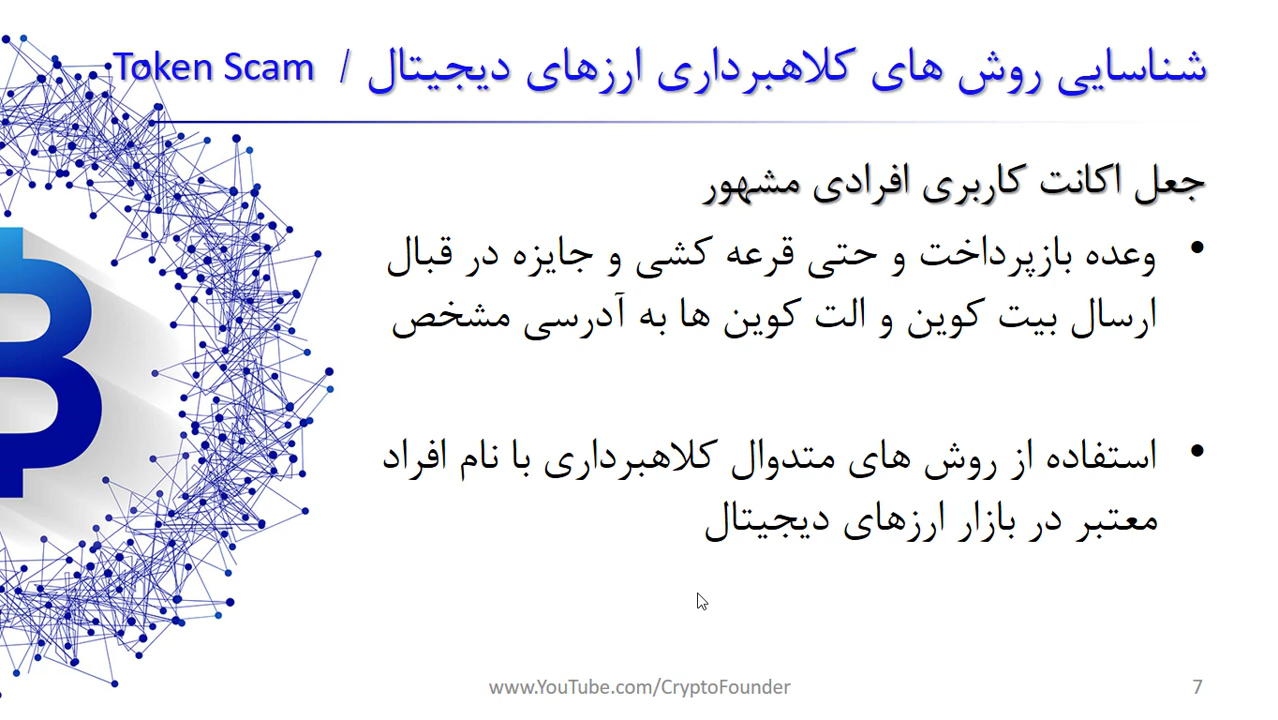 شناسایی روش های کلاهبرداری ارزهای دیجیتال / Token Scam
جعل اکانت کاربری افرادی مشهور
• وعده بازپرداخت و حتی قرعه کشی و جایزه در قبال
ارسال بیت کوین و الت کوین ها به آدرسی مشخص
• استفاده از روش های متدوال کلاهبرداری با نام افراد
معتبر در بازار ارزهای دیجیتال
www.YouTube.com/CryptoFounder
7